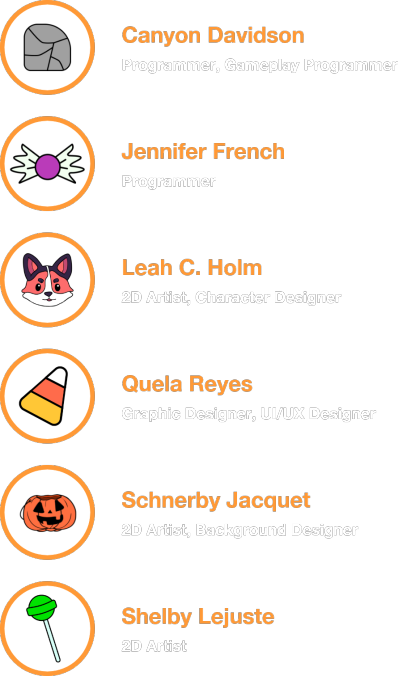 Canyon Davidson
Programmer, Gameplay Programmer
Jennifer French
Programmer
Leah C. Holm
2D Artist, Character Designer
Quela Reyes
Graphic Designer, UI/UX Designer
Schnerby Jacquet
2D Artist, Background Designer
Shelby Lejuste
2D Artist